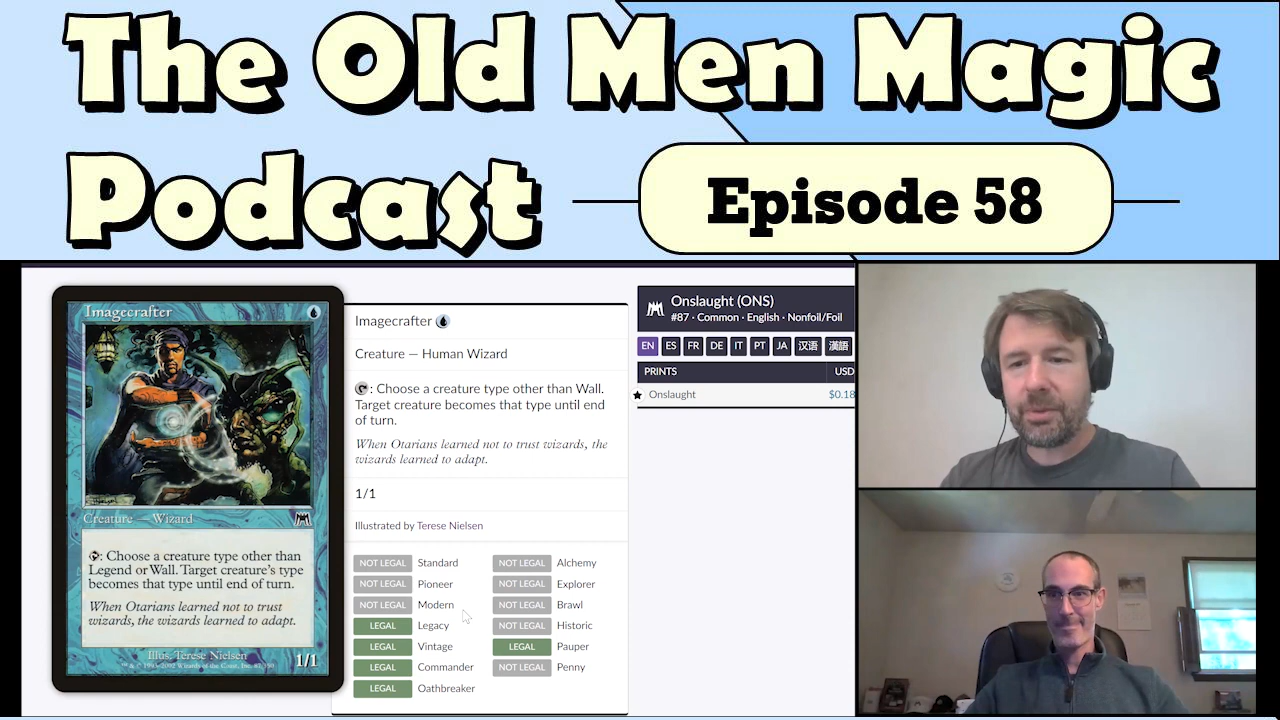 The Old Men Magic
Podcast
Episode 58
Imagecrafter
Creature — Wizard
: Choose a creature type other than
Legend or Wall. Target creature's type
becomes that type until end of turn.
When Otarians learned not to trust
wizards, the wizards learned to adapt.
Illus. Terese Nielsen
1/1
Imagecrafter
Creature — Human Wizard
: Choose a creature type other than Wall.
Target creature becomes that type until end
of turn.
When Otarians learned not to trust wizards, the
wizards learned to adapt.
1/1
Illustrated by Terese Nielsen
NOT LEGAL Standard NOT LEGAL Alchemy
NOT LEGAL Pioneer NOT LEGAL Explorer
NOT LEGAL Modern NOT LEGAL Brawl
LEGAL Legacy NOT LEGAL Historic
LEGAL Vintage LEGAL Pauper
LEGAL Commander NOT LEGAL Penny
LEGAL Oathbreaker
Onslaught (ONS)
#87 · Common · English · Nonfoil/Foil
EN ES FR DE IT PT JA 汉语 漢語
PRINTS USD
Onslaught $0.18